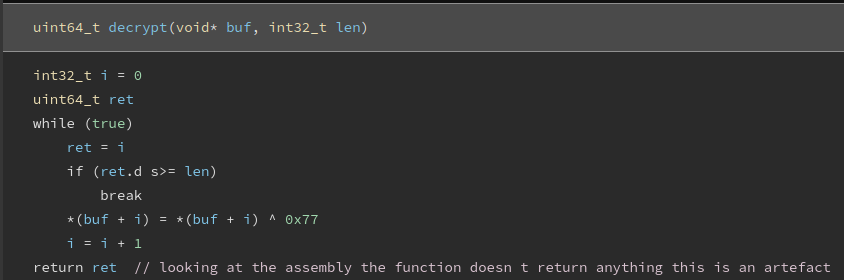 uint64_t decrypt(void* buf, int32_t len)
int32_t i = 0
uint64_t ret
while (true)
ret = i
if (ret.d s>= len)
break
*(buf + i) = *(buf + i) ^ 0x77
i = i + 1
return ret  // looking at the assembly the function doesn t return anything this is an artefact